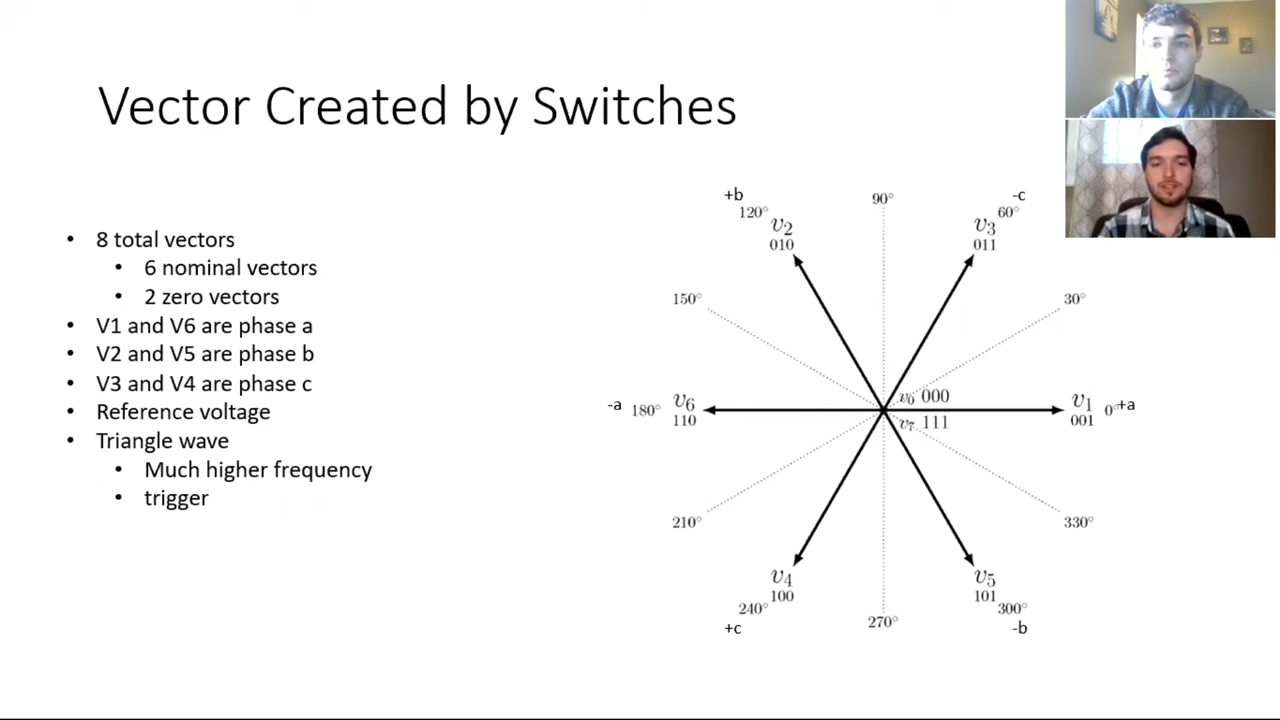 Vector Created by Switches
• 8 total vectors
• 6 nominal vectors
• 2 zero vectors
• V1 and V6 are phase a
• V2 and V5 are phase b
• V3 and V4 are phase c
• Reference voltage
• Triangle wave
• Much higher frequency
• trigger
+b
120°
v2
010
90°
-c
60°
v3
011
150°
30°
-a 180° v6
110
v0 000
v7 111
v1 0° +a
001
210°
330°
v4
100
240°
+c
270°
v5
101
300°
-b